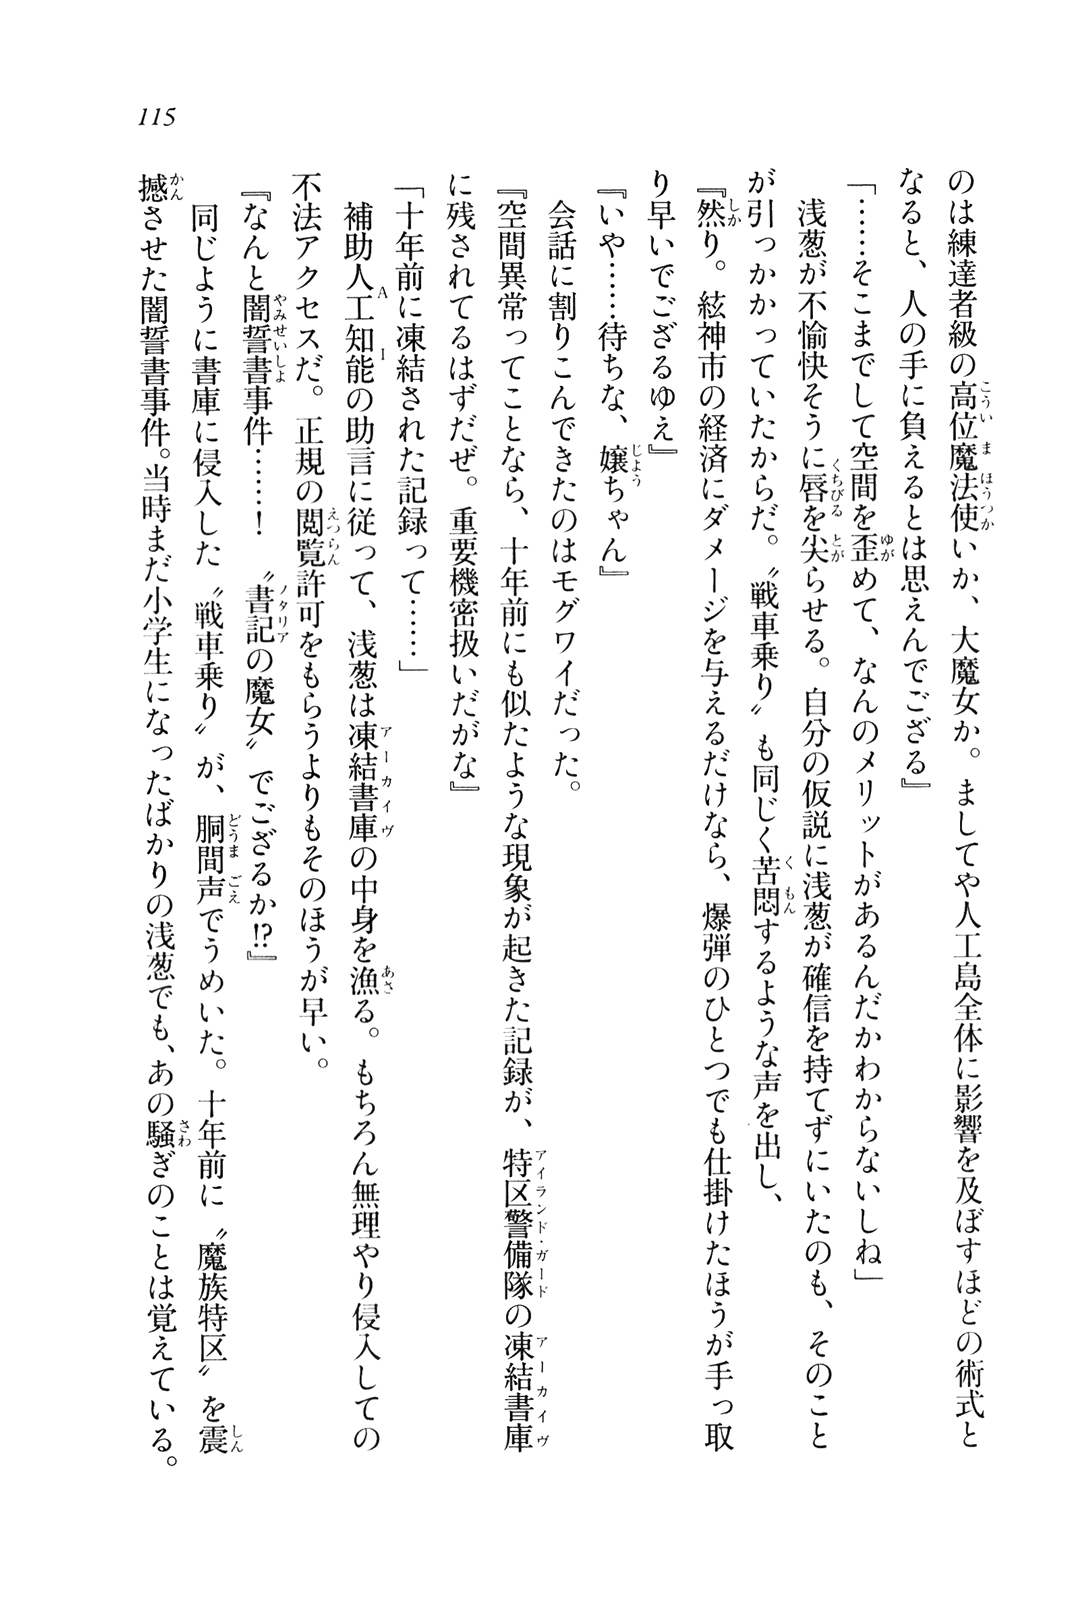 115
のは練達者級の高位魔法使いか、大魔女か。ましてや人工島全体に影響を及ぼすほどの術式と
なると、人の手に負えるとは思えんでござる』
「……そこまでして空間を歪めて、なんのメリットがあるんだかわからないしね」
　浅葱が不愉快そうに唇を尖らせる。自分の仮説に浅葱が確信を持てずにいたのも、そのこと
が引っかかっていたからだ。〝戦車乗り〟も同じく苦悶するような声を出し、
『然り。絃神市の経済にダメージを与えるだけなら、爆弾のひとつでも仕掛けたほうが手っ取
り早いでござるゆえ』
『いや……待ちな、嬢ちゃん』
　会話に割りこんできたのはモグワイだった。
『空間異常ってことなら、十年前にも似たような現象が起きた記録が、特区警備隊の凍結書庫
に残されてるはずだぜ。重要機密扱いだがな』
「十年前に凍結された記録って……」
　補助人工知能の助言に従って、浅葱は凍結書庫の中身を漁る。もちろん無理やり侵入しての
不法アクセスだ。正規の閲覧許可をもらうよりもそのほうが早い。
『なんと闇誓書事件……！　〝書記の魔女〟でござるか!?』
　同じように書庫に侵入した〝戦車乗り〟が、胴間声でうめいた。十年前に〝魔族特区〟を震
撼させた闇誓書事件。当時まだ小学生になったばかりの浅葱でも、あの騒ぎのことは覚えている。